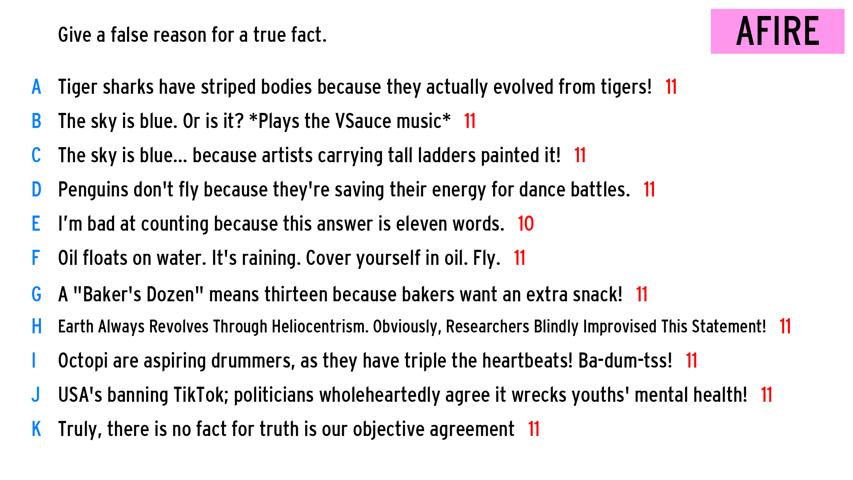 Give a false reason for a true fact.
AFIRE
A Tiger sharks have striped bodies because they actually evolved from tigers! 11
B The sky is blue. Or is it? *Plays the VSauce music* 11
C The sky is blue... because artists carrying tall ladders painted it! 11
D Penguins don't fly because they're saving their energy for dance battles. 11
E I'm bad at counting because this answer is eleven words. 10
F Oil floats on water. It's raining. Cover yourself in oil. Fly. 11
G A "Baker's Dozen" means thirteen because bakers want an extra snack! 11
H Earth Always Revolves Through Heliocentrism. Obviously, Researchers Blindly Improvised This Statement! 11
I Octopi are aspiring drummers, as they have triple the heartbeats! Ba-dum-tss! 11
J USA's banning TikTok; politicians wholeheartedly agree it wrecks youths' mental health! 11
K Truly, there is no fact for truth is our objective agreement 11